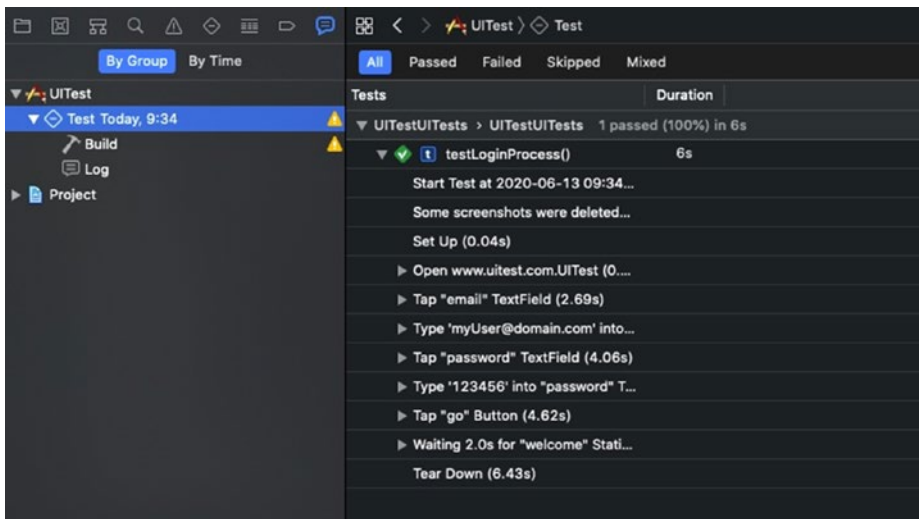 UITest > Test
By Group By Time
All Passed Failed Skipped Mixed
UITest
Tests Duration
Test Today, 9:34
UITestUITests > UITestUITests 1 passed (100%) in 6s
Build
t testLoginProcess() 6s
Log
Start Test at 2020-06-13 09:34...
Project
Some screenshots were deleted...
Set Up (0.04s)
Open www.uitest.com.UITest (0....
Tap "email" TextField (2.69s)
Type 'myUser@domain.com' into...
Tap "password" TextField (4.06s)
Type '123456' into "password" T...
Tap "go" Button (4.62s)
Waiting 2.0s for "welcome" Stati...
Tear Down (6.43s)